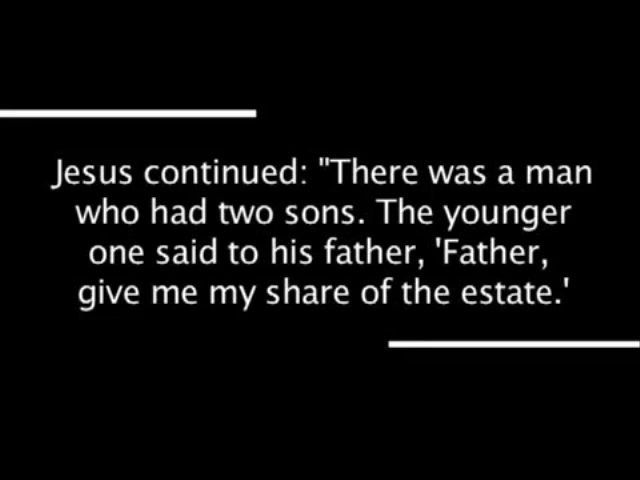 Jesus continued: "There was a man
who had two sons. The younger
one said to his father, 'Father,
give me my share of the estate.'